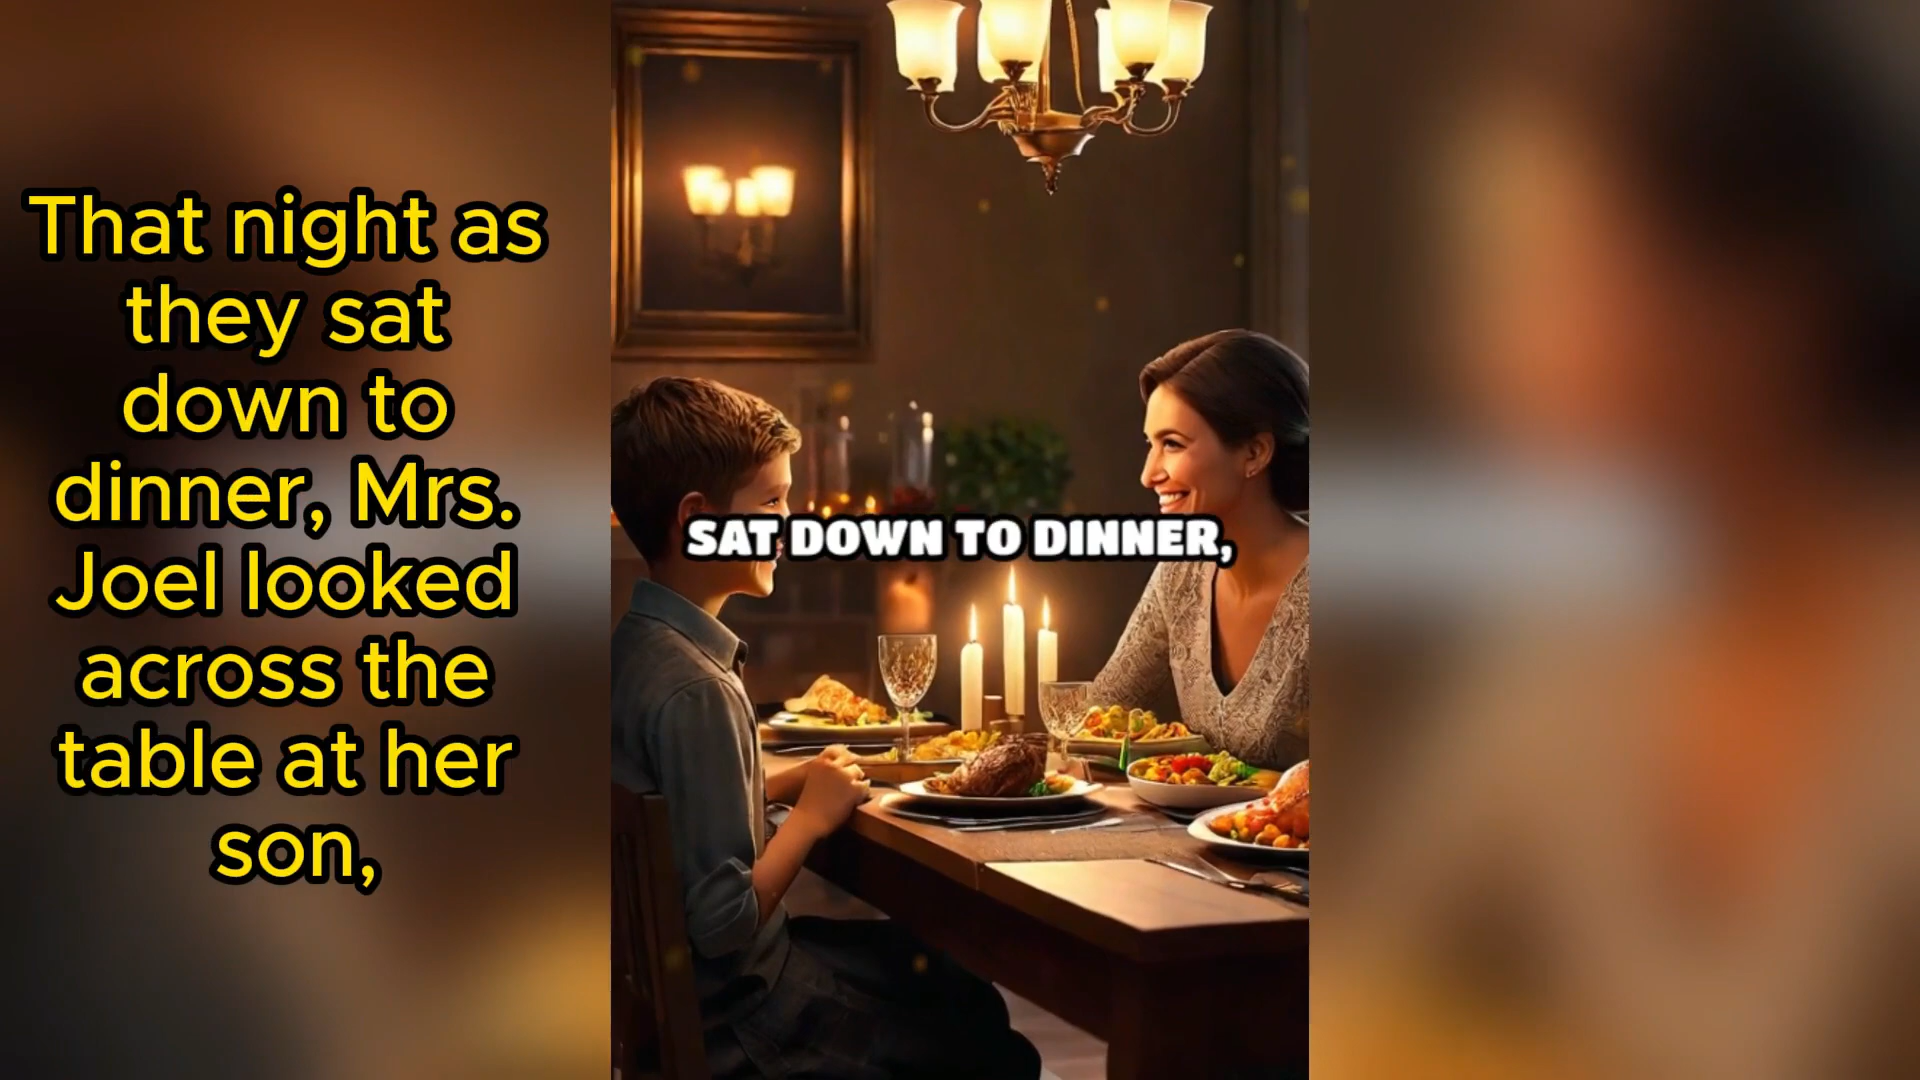 That night as
they sat
down to
dinner, Mrs.
Joel looked
across the
table at her
son,
SAT DOWN TO DINNER,